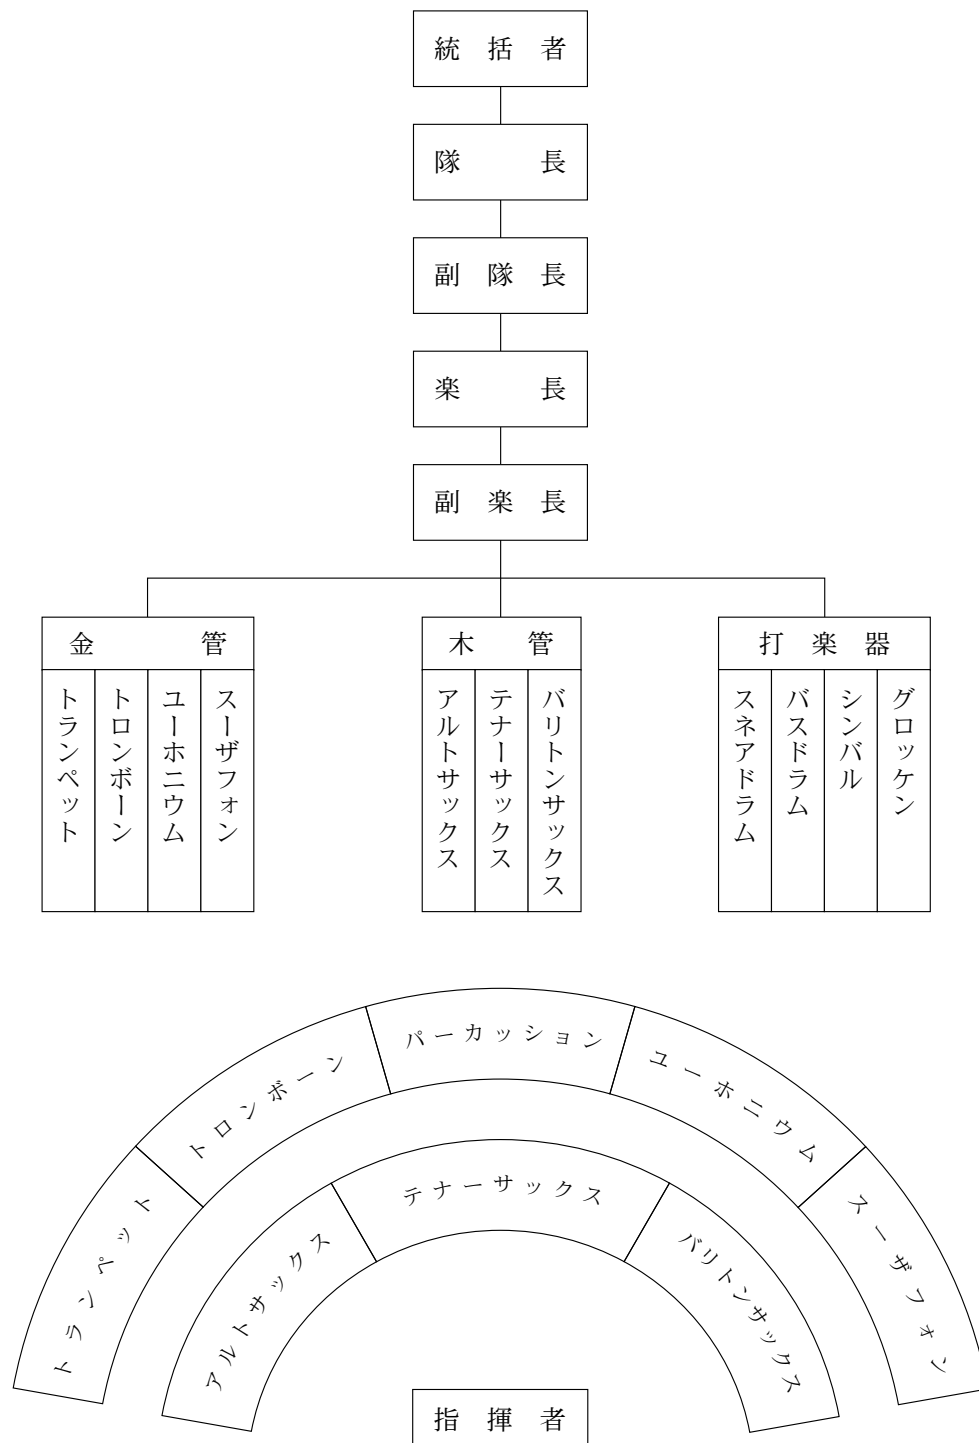 統括者
隊長
副隊長
楽長
副楽長
金管
トランペット
トロンボーン
ユーホニウム
スーザフォン
木管
アルトサックス
テナーサックス
バリトンサックス
打楽器
スネアドラム
バスドラム
シンバル
グロッケン
トランペット
トロンボーン
パーカッション
ユーホニウム
スーザフォン
アルトサックス
テナーサックス
バリトンサックス
指揮者